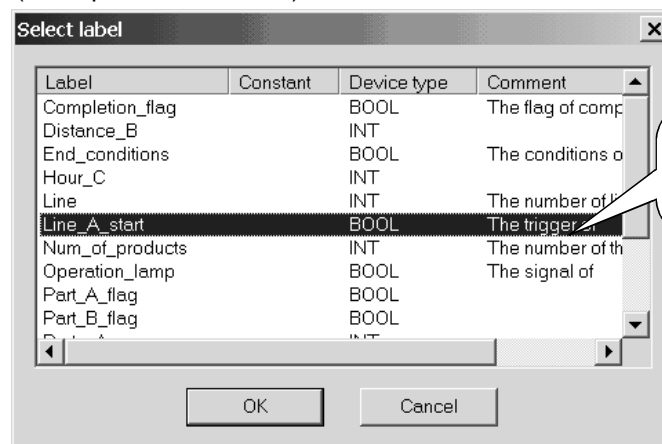 Select label
Label Constant Device type Comment
Completion_flag BOOL The flag of comp
Distance_B INT
End_conditions BOOL The conditions o
Hour_C INT
Line INT The number of
Line_A_start BOOL The trigger of
Num_of_products INT The number of th
Operation_lamp BOOL The signal of
Part_A_flag BOOL
Part_B_flag BOOL
OK Cancel